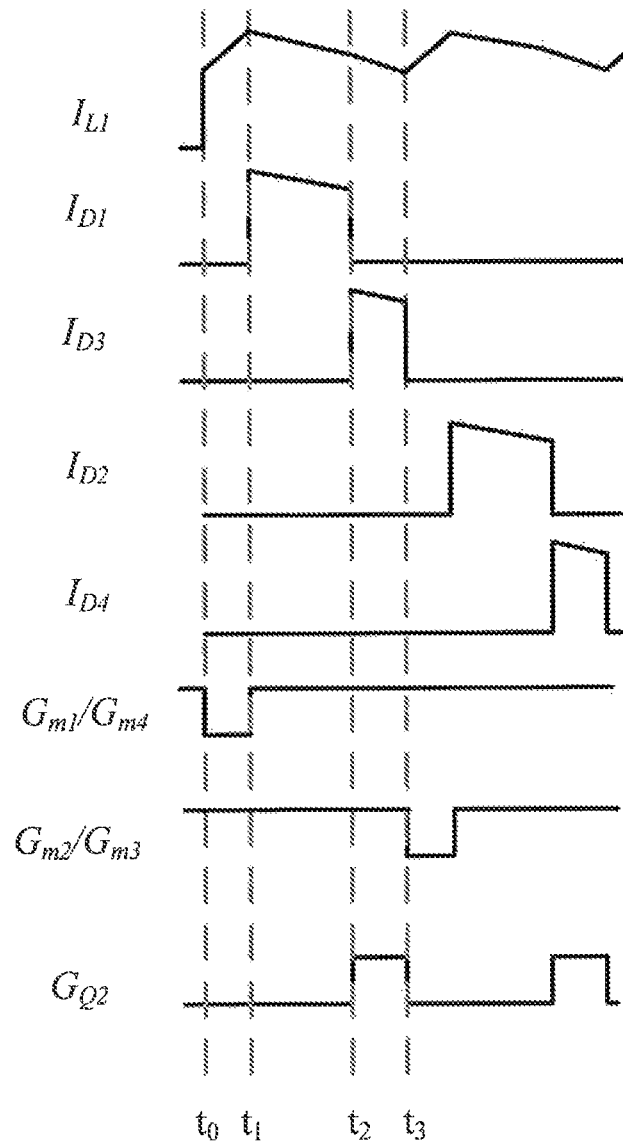 I_{L1}
I_{D1}
I_{D3}
I_{D2}
I_{D4}
G_{m1}/G_{m4}
G_{m2}/G_{m3}
G_{Q2}
t_0 t_1 t_2 t_3